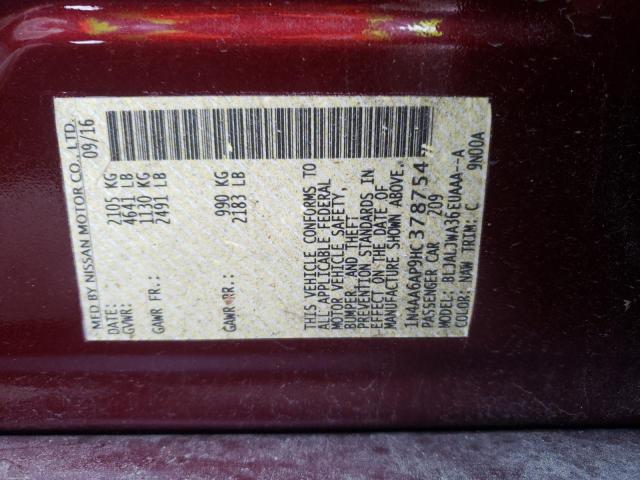 MFD BY NISSAN MOTOR CO., LTD.
DATE: 09/16
GVWR: 2105 KG
4641 LB
GAWR FR: 1130 KG
2491 LB
GAWR RR: 990 KG
2183 LB
THIS VEHICLE CONFORMS TO
ALL APPLICABLE FEDERAL
MOTOR VEHICLE SAFETY,
BUMPER, AND THEFT
PREVENTION STANDARDS IN
EFFECT ON THE DATE OF
MANUFACTURE SHOWN ABOVE.
1N4AA6AP9HC378754
PASSENGER CAR 209
MODEL: BLJALJWA36EUAAA--A
COLOR: NAW TRIM: C 9N00A